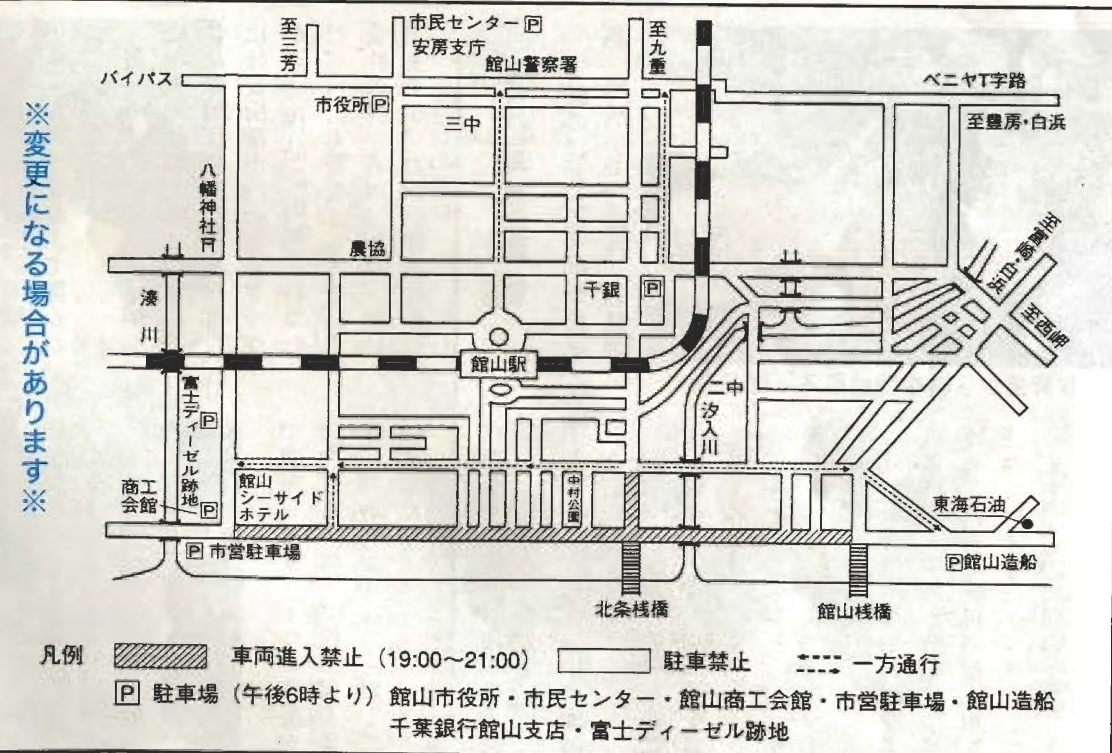 至三芳
市民センターP
安房支庁
至九重
館山警察署
バイパス
ベニヤT字路
市役所P
三中
至豊房・白浜
※変更になる場合があります※
八幡神社
農協
至富崎・白浜
湊川
千銀
P
至西岬
館山駅
二中
汐入川
富士ディーゼル跡地
P
館山
シーサイド
ホテル
商工
会館
P
中村公園
東海石油
P市営駐車場
P館山造船
北条桟橋
館山桟橋
凡例
車両進入禁止(19:00〜21:00)
駐車禁止
一方通行
P 駐車場(午後6時より)館山市役所・市民センター・館山商工会館・市営駐車場・館山造船
千葉銀行館山支店・富士ディーゼル跡地